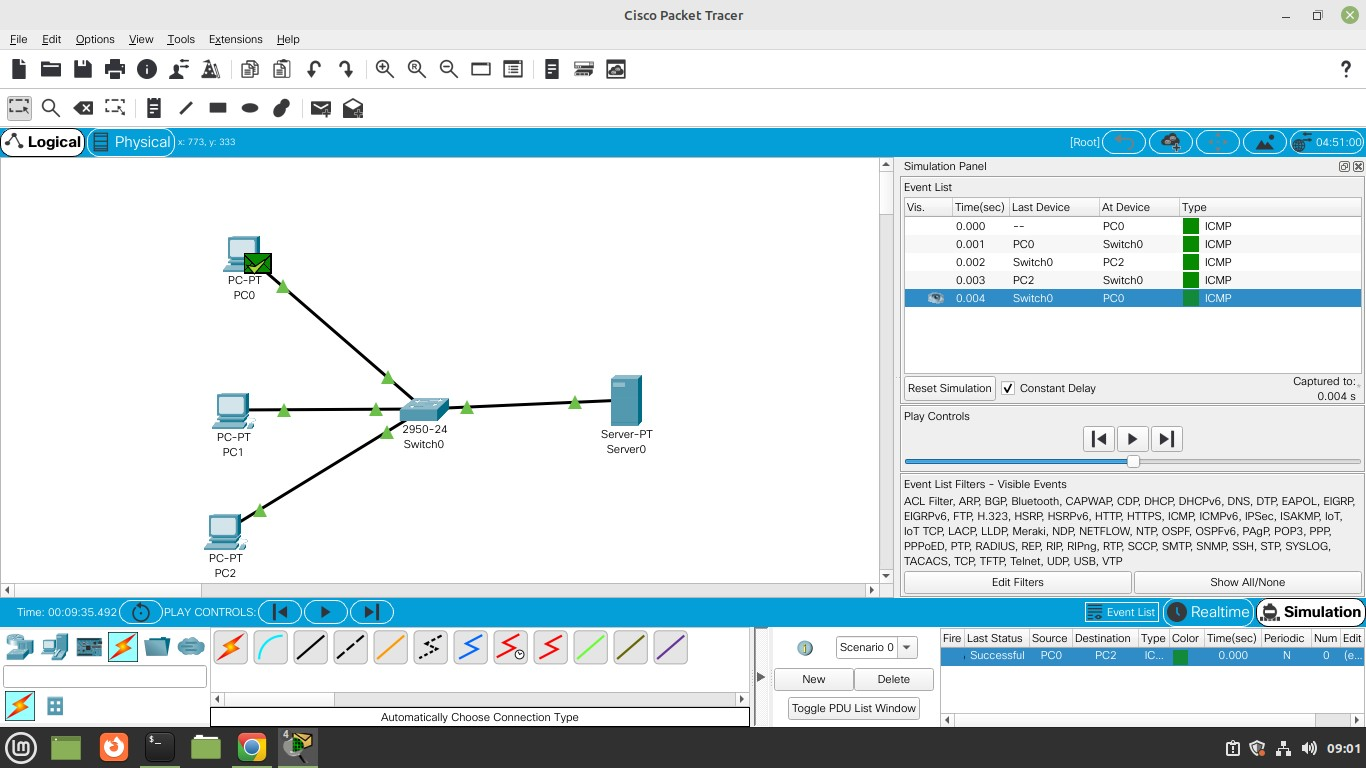 Cisco Packet Tracer
File Edit Options View Tools Extensions Help
?
Logical Physical x: 773, y: 333 [Root] 04:51:00
Simulation Panel
Event List
Vis. Time(sec) Last Device At Device Type
0.000 -- PC0 ICMP
0.001 PC0 Switch0 ICMP
0.002 Switch0 PC2 ICMP
0.003 PC2 Switch0 ICMP
0.004 Switch0 PC0 ICMP
Reset Simulation Constant Delay Captured to:
0.004 s
Play Controls
Event List Filters - Visible Events
ACL Filter, ARP, BGP, Bluetooth, CAPWAP, CDP, DHCP, DHCPv6, DNS, DTP, EAPOL, EIGRP,
EIGRPv6, FTP, H.323, HSRP, HSRPv6, HTTP, HTTPS, ICMP, ICMPv6, IPSec, ISAKMP, IoT,
IoT TCP, LACP, LLDP, Meraki, NDP, NETFLOW, NTP, OSPF, OSPFv6, PAgP, POP3, PPP,
PPPoED, PTP, RADIUS, REP, RIP, RIPng, RTP, SCCP, SMTP, SNMP, SSH, STP, SYSLOG,
TACACS, TCP, TFTP, Telnet, UDP, USB, VTP
Edit Filters Show All/None
PC-PT
PC0
PC-PT
PC1
2950-24
Switch0
Server-PT
Server0
PC-PT
PC2
Time: 00:09:35.492 PLAY CONTROLS: Event List Realtime Simulation
Scenario 0
New Delete
Toggle PDU List Window
Fire Last Status Source Destination Type Color Time(sec) Periodic Num Edit
Successful PC0 PC2 IC... 0.000 N 0 (e...
Automatically Choose Connection Type
4
09:01